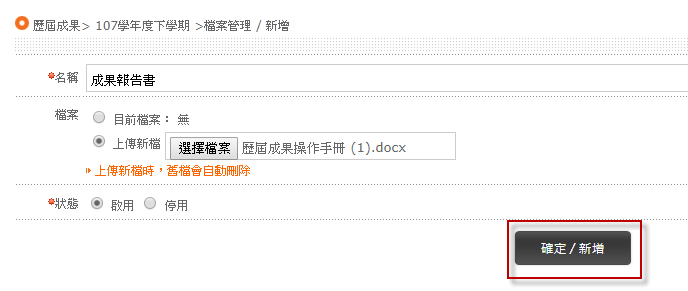 歷屆成果> 107學年度下學期 >檔案管理 / 新增
*名稱 成果報告書
檔案 目前檔案： 無
上傳新檔 選擇檔案 歷屆成果操作手冊 (1).docx
上傳新檔時，舊檔會自動刪除
*狀態 啟用 停用
確定 / 新增